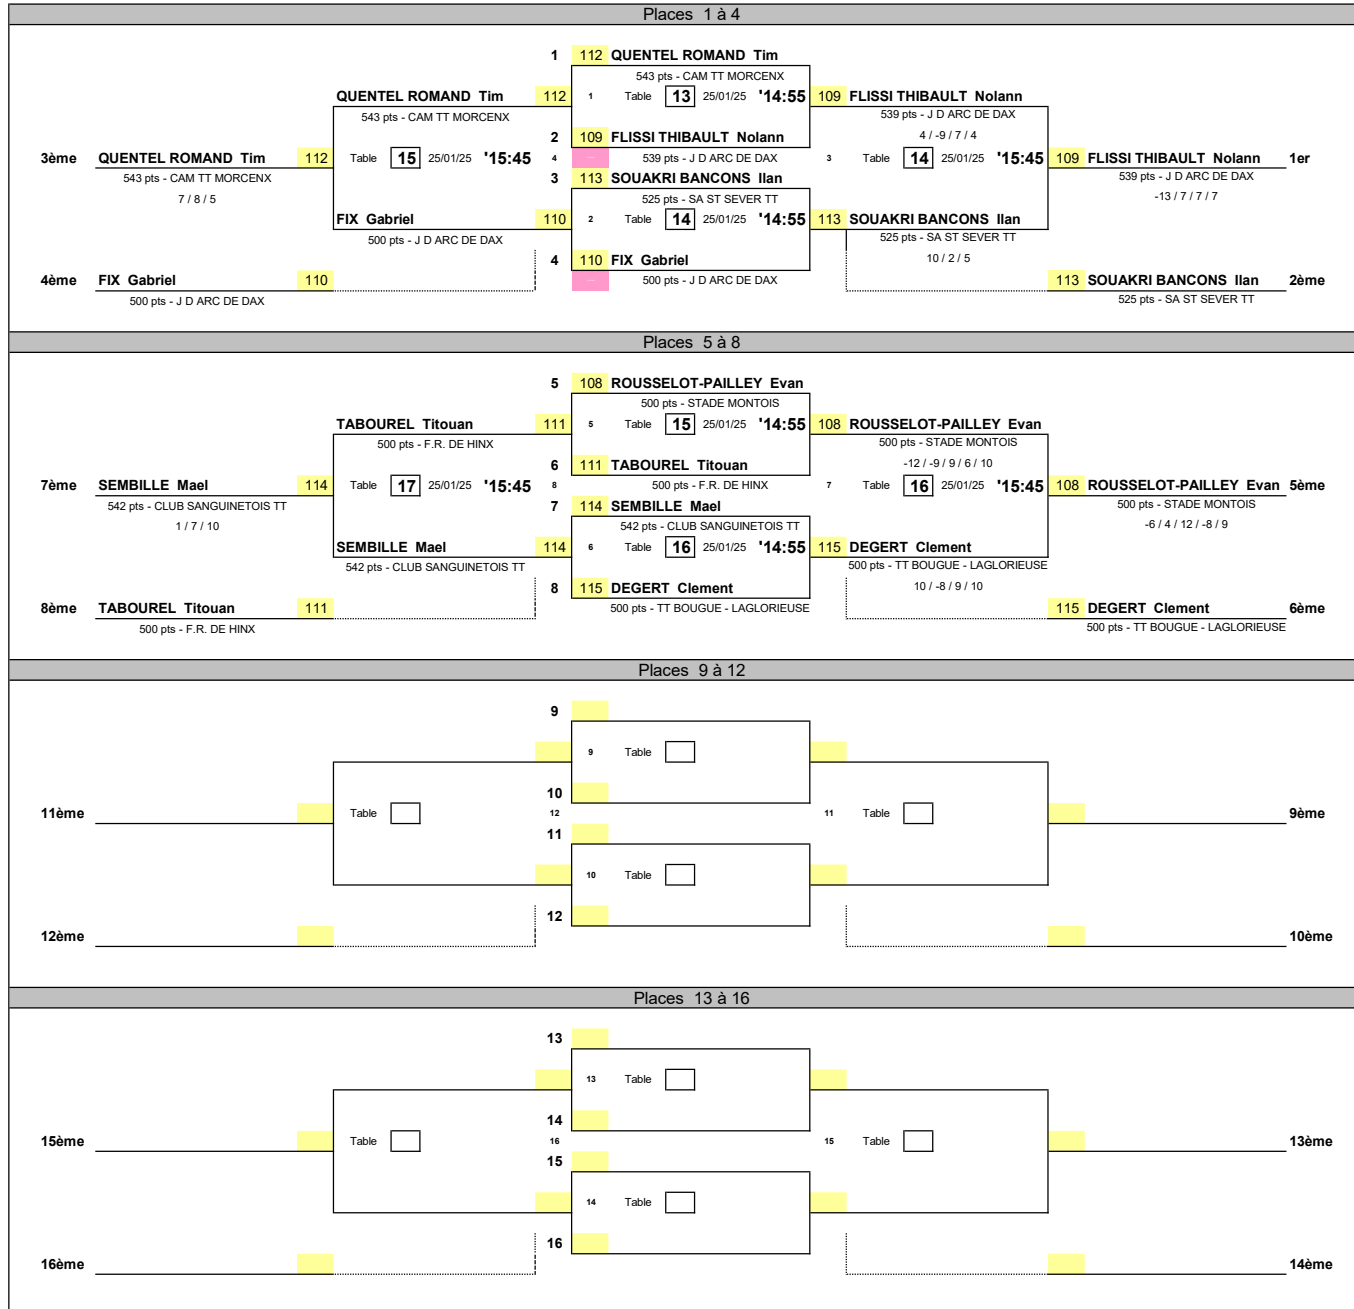 Places 1 à 4
1 112 QUENTEL ROMAND Tim
543 pts - CAM TT MORCENX
QUENTEL ROMAND Tim 112 1 Table 13 25/01/25 '14:55 109 FLISSI THIBAULT Nolann
543 pts - CAM TT MORCENX 539 pts - J D ARC DE DAX
2 109 FLISSI THIBAULT Nolann 4 / -9 / 7 / 4
3ème QUENTEL ROMAND Tim 112 Table 15 25/01/25 '15:45 4 539 pts - J D ARC DE DAX 3 Table 14 25/01/25 '15:45 109 FLISSI THIBAULT Nolann 1er
543 pts - CAM TT MORCENX 3 113 SOUAKRI BANCONS Ilan 539 pts - J D ARC DE DAX
7 / 8 / 5 525 pts - SA ST SEVER TT -13 / 7 / 7 / 7
FIX Gabriel 110 2 Table 14 25/01/25 '14:55 113 SOUAKRI BANCONS Ilan
500 pts - J D ARC DE DAX 525 pts - SA ST SEVER TT
4 110 FIX Gabriel 10 / 2 / 5
4ème FIX Gabriel 110 500 pts - J D ARC DE DAX 113 SOUAKRI BANCONS Ilan 2ème
500 pts - J D ARC DE DAX 525 pts - SA ST SEVER TT
Places 5 à 8
5 108 ROUSSELOT-PAILLEY Evan
500 pts - STADE MONTOIS
TABOUREL Titouan 111 5 Table 15 25/01/25 '14:55 108 ROUSSELOT-PAILLEY Evan
500 pts - F.R. DE HINX 500 pts - STADE MONTOIS
6 111 TABOUREL Titouan -12 / -9 / 9 / 6 / 10
7ème SEMBILLE Mael 114 Table 17 25/01/25 '15:45 8 500 pts - F.R. DE HINX 7 Table 16 25/01/25 '15:45 108 ROUSSELOT-PAILLEY Evan 5ème
542 pts - CLUB SANGUINETOIS TT 7 114 SEMBILLE Mael 500 pts - STADE MONTOIS
1 / 7 / 10 542 pts - CLUB SANGUINETOIS TT -6 / 4 / 12 / -8 / 9
SEMBILLE Mael 114 6 Table 16 25/01/25 '14:55 115 DEGERT Clement
542 pts - CLUB SANGUINETOIS TT 500 pts - TT BOUGUE - LAGLORIEUSE
8 115 DEGERT Clement 10 / -8 / 9 / 10
8ème TABOUREL Titouan 111 500 pts - TT BOUGUE - LAGLORIEUSE 115 DEGERT Clement 6ème
500 pts - F.R. DE HINX 500 pts - TT BOUGUE - LAGLORIEUSE
Places 9 à 12
9
9 Table
10
11ème Table 12 11 Table 9ème
11
10 Table
12
12ème 10ème
Places 13 à 16
13
13 Table
14
15ème Table 16 15 Table 13ème
15
14 Table
16
16ème 14ème